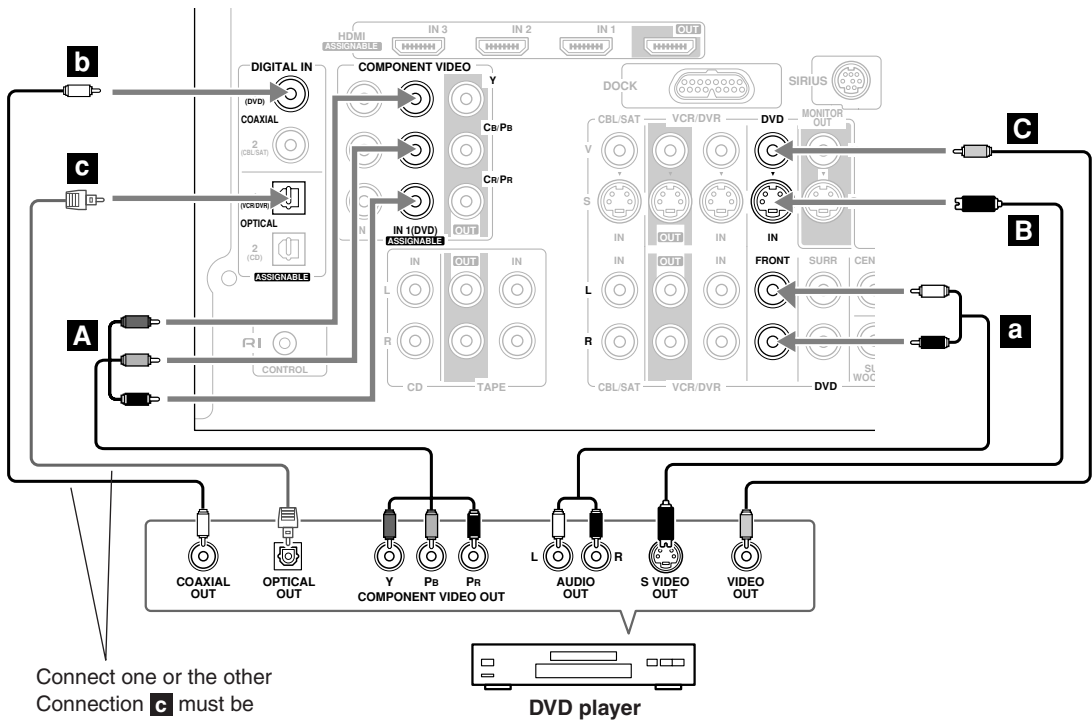 HDMI
ASSIGNABLE
IN 3
IN 2
IN 1
OUT
b
DIGITAL IN
(DVD)
COAXIAL
2
(CBL/SAT)
c
(VCR/DVR)
OPTICAL
2
(CD)
ASSIGNABLE
COMPONENT VIDEO
Y
CB/PB
CR/PR
IN
IN 1(DVD)
OUT
ASSIGNABLE
DOCK
SIRIUS
CBL/SAT
VCR/DVR
DVD
MONITOR
OUT
V
S
C
B
IN
OUT
IN
IN
IN
OUT
IN
L
R
IN
OUT
IN
FRONT
SURR
CEN
L
R
SU
WOO
a
A
RI
CONTROL
CD
TAPE
CBL/SAT
VCR/DVR
DVD
COAXIAL
OUT
OPTICAL
OUT
Y
PB
PR
COMPONENT VIDEO OUT
L
R
AUDIO
OUT
S VIDEO
OUT
VIDEO
OUT
Connect one or the other
Connection c must be
DVD player